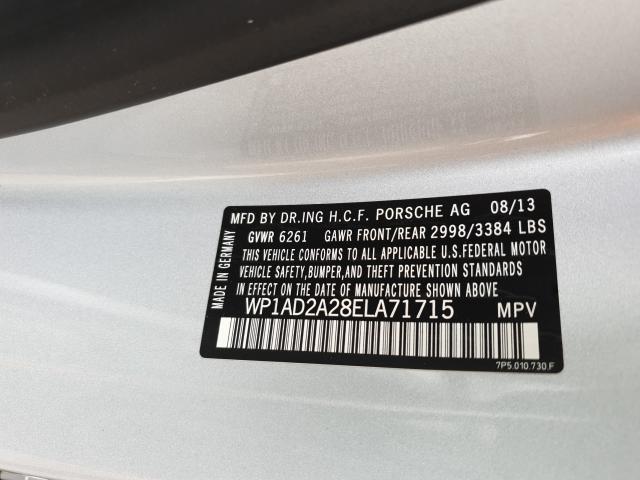 MFD BY DR.ING H.C.F. PORSCHE AG 08/13
GVWR 6261 GAWR FRONT/REAR 2998/3384 LBS
THIS VEHICLE CONFORMS TO ALL APPLICABLE U.S.FEDERAL MOTOR
VEHICLE SAFETY,BUMPER,AND THEFT PREVENTION STANDARDS
IN EFFECT ON THE DATE OF MANUFACTURE SHOWN ABOVE
WP1AD2A28ELA71715 MPV
7P5.010.730.F
MADE IN GERMANY